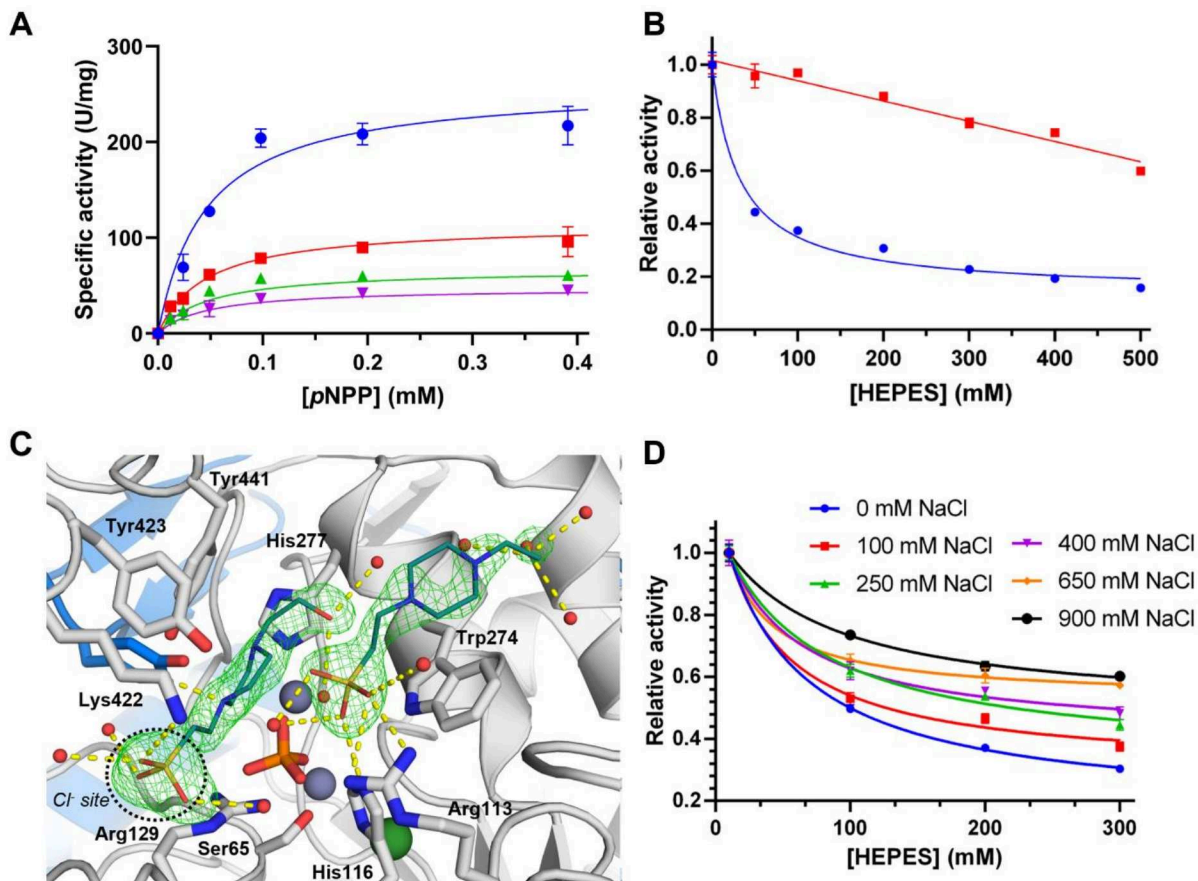 A
300
200
100
0
Specific activity (U/mg)
0.0
0.1
0.2
0.3
0.4
[pNPP] (mM)
B
1.0
0.8
0.6
0.4
0.2
0.0
Relative activity
0
100
200
300
400
500
[HEPES] (mM)
C
Tyr441
Tyr423
His277
Trp274
Lys422
Cl- site
Arg129
Ser65
His116
Arg113
D
0 mM NaCl
100 mM NaCl
250 mM NaCl
400 mM NaCl
650 mM NaCl
900 mM NaCl
1.0
0.8
0.6
0.4
0.2
Relative activity
0
100
200
300
[HEPES] (mM)